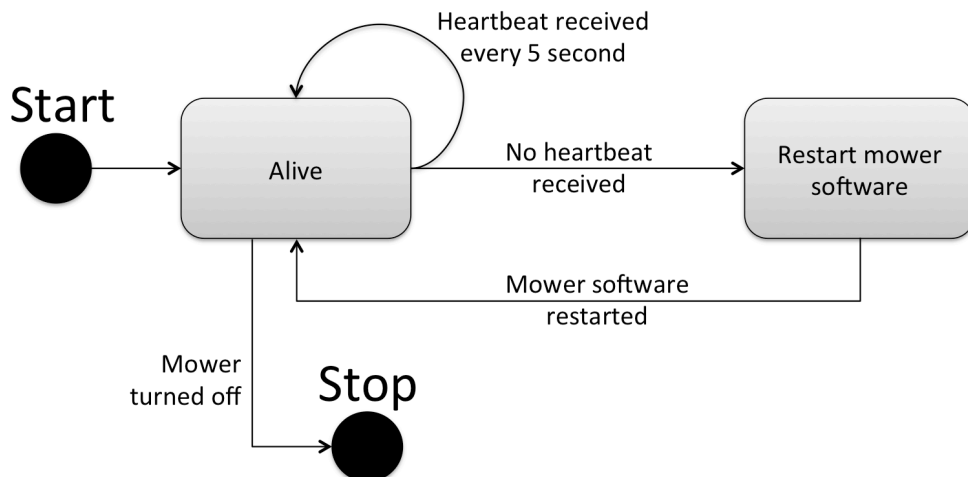 Heartbeat received
every 5 second
Start
Alive
No heartbeat
received
Restart mower
software
Mower software
restarted
Mower
turned off
Stop